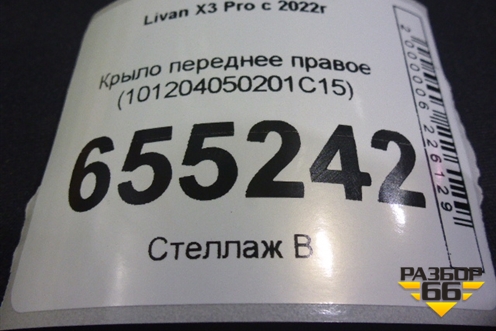 Livan X3 Pro с 2022г
Крыло переднее правое
(101204050201C15)
655242
Стеллаж В
2000006226129
РАЗБОР
66